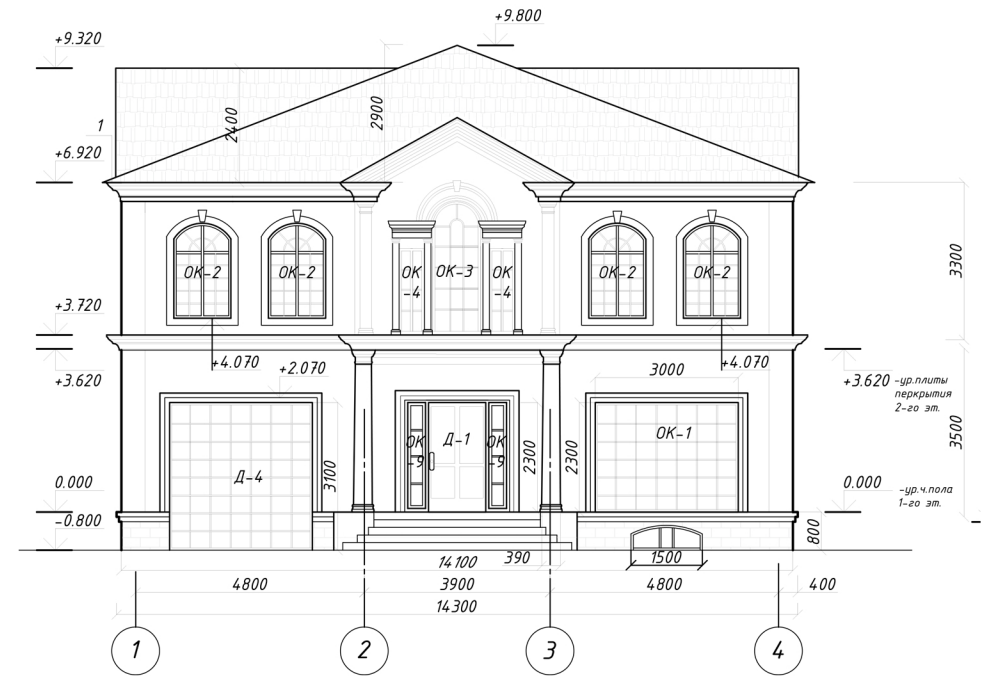 +9.800
+9.320
2400
2900
1
+6.920
3300
ОК-2
ОК-2
ОК
-4
ОК-3
ОК
-4
ОК-2
ОК-2
+3.720
+4.070
+4.070
+2.070
3000
+3.620
+3.620
-ур.плиты
перкрытия
2-го эт.
3500
ОК-1
ОК
-9
Д-1
ОК
-9
2300
2300
3100
Д-4
0.000
0.000
-ур.ч.пола
1-го эт.
-0.800
800
14100
390
1500
4800
3900
4800
400
14300
1
2
3
4